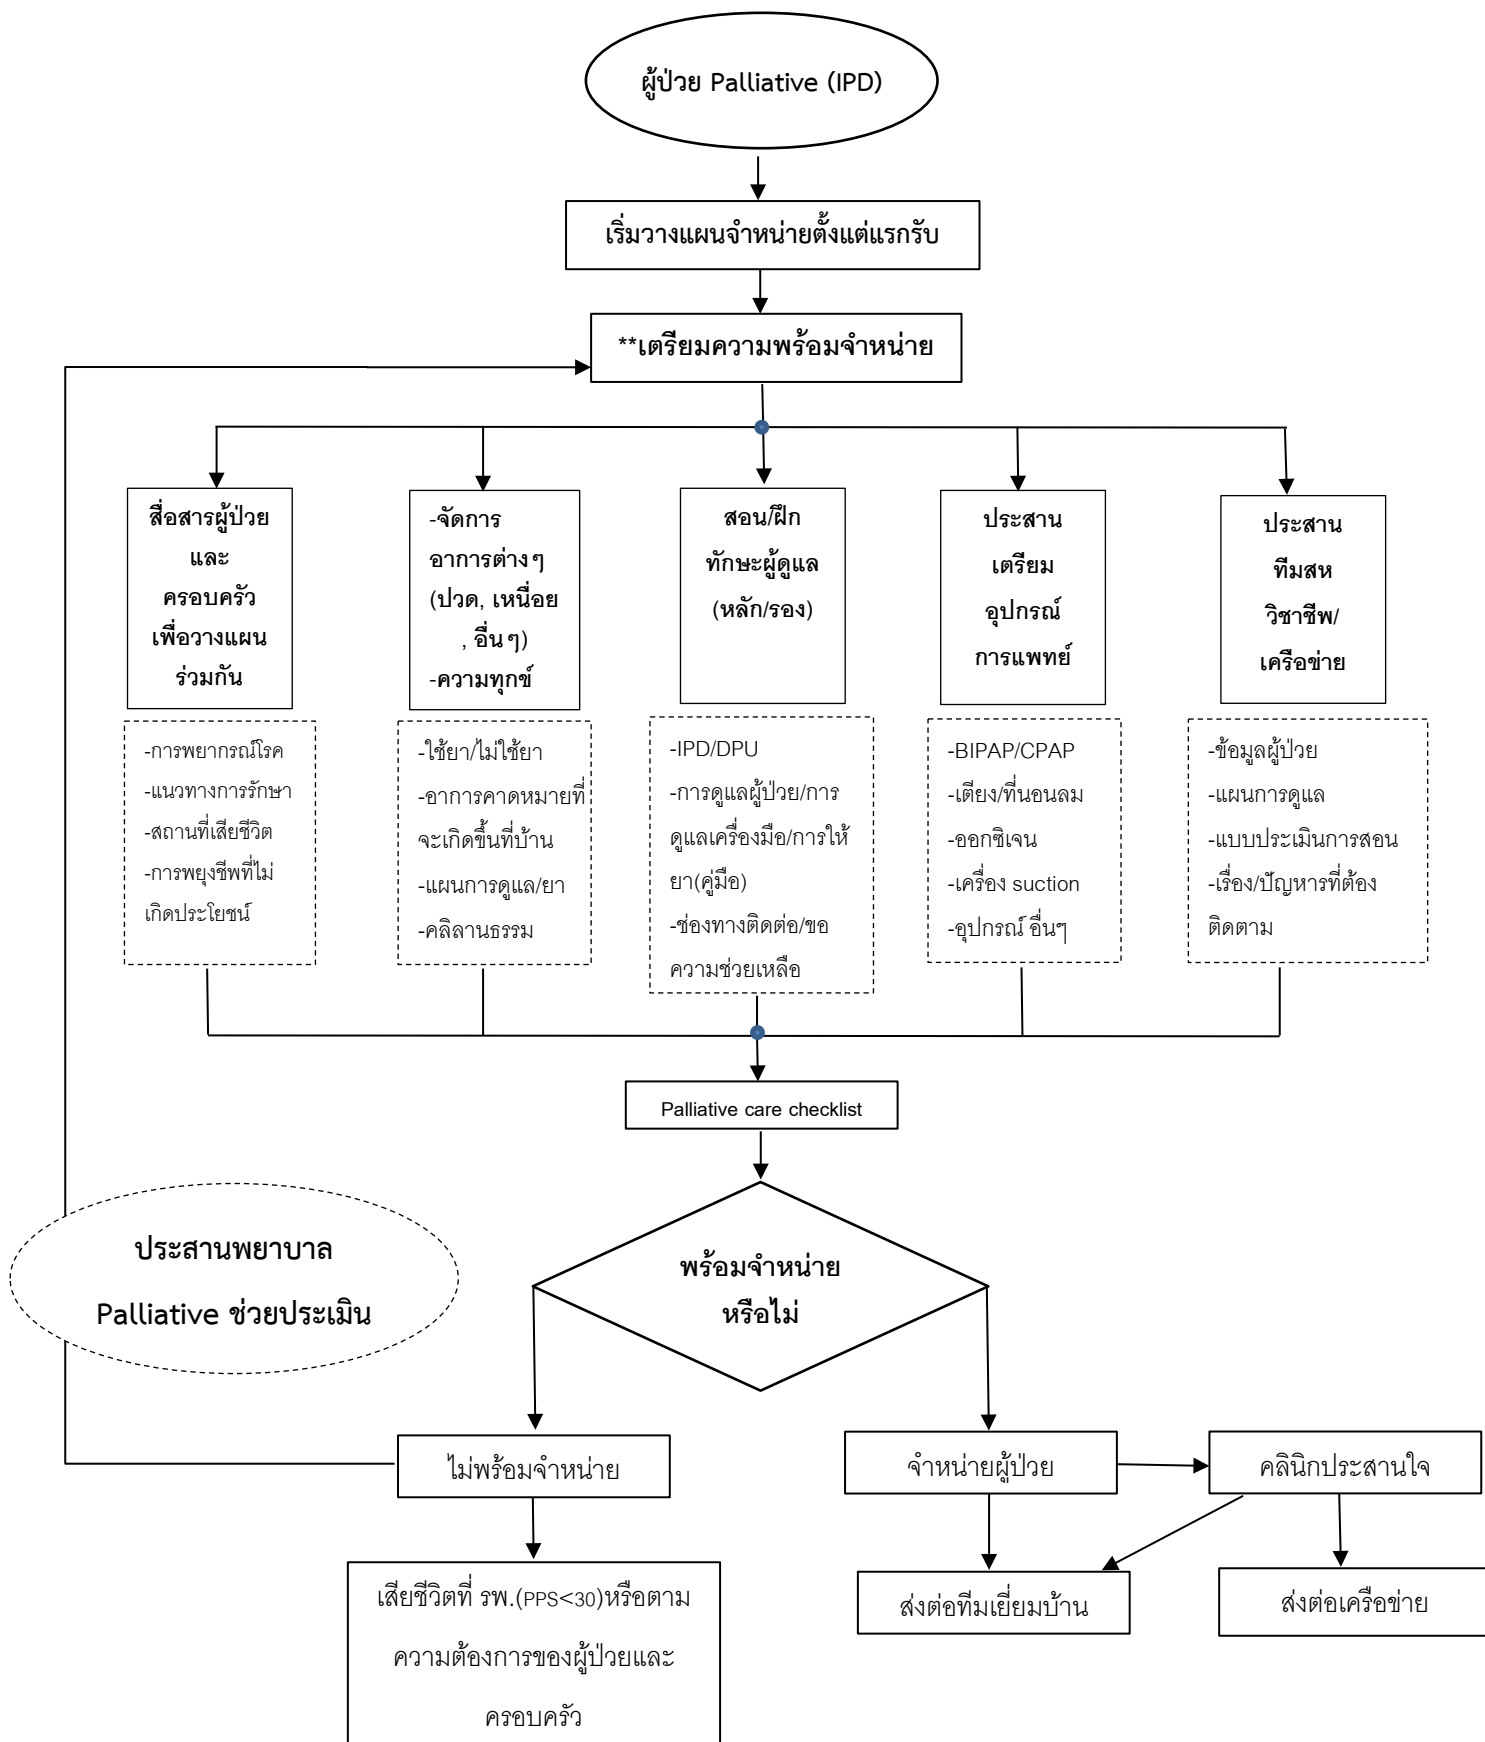 ผู้ป่วย Palliative (IPD)
เริ่มวางแผนจำหน่ายตั้งแต่แรกรับ
**เตรียมความพร้อมจำหน่าย
สื่อสารผู้ป่วย
และ
ครอบครัว
เพื่อวางแผน
ร่วมกัน
-จัดการ
อาการต่างๆ
(ปวด, เหนื่อย
, อื่นๆ)
-ความทุกข์
สอน/ฝึก
ทักษะผู้ดูแล
(หลัก/รอง)
ประสาน
เตรียม
อุปกรณ์
การแพทย์
ประสาน
ทีมสห
วิชาชีพ/
เครือข่าย
-การพยากรณ์โรค
-แนวทางการรักษา
-สถานที่เสียชีวิต
-การพยุงชีพที่ไม่
เกิดประโยชน์
-ใช้ยา/ไม่ใช้ยา
-อาการคาดหมายที่
จะเกิดขึ้นที่บ้าน
-แผนการดูแล/ยา
-คลิลานธรรม
-IPD/DPU
-การดูแลผู้ป่วย/การ
ดูแลเครื่องมือ/การให้
ยา(คู่มือ)
-ช่องทางติดต่อ/ขอ
ความช่วยเหลือ
-BIPAP/CPAP
-เตียง/ที่นอนลม
-ออกซิเจน
-เครื่อง suction
-อุปกรณ์ อื่นๆ
-ข้อมูลผู้ป่วย
-แผนการดูแล
-แบบประเมินการสอน
-เรื่อง/ปัญหารที่ต้อง
ติดตาม
Palliative care checklist
พร้อมจำหน่าย
หรือไม่
ประสานพยาบาล
Palliative ช่วยประเมิน
ไม่พร้อมจำหน่าย
จำหน่ายผู้ป่วย
คลินิกประสานใจ
เสียชีวิตที่ รพ.(PPS<30)หรือตาม
ความต้องการของผู้ป่วยและ
ครอบครัว
ส่งต่อทีมเยี่ยมบ้าน
ส่งต่อเครือข่าย